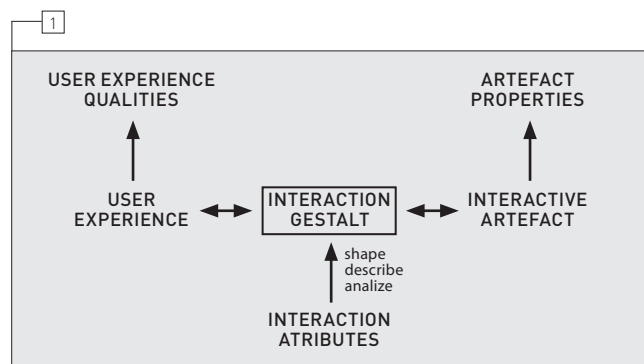 1
USER EXPERIENCE
QUALITIES
ARTEFACT
PROPERTIES
USER
EXPERIENCE
INTERACTION
GESTALT
INTERACTIVE
ARTEFACT
shape
describe
analize
INTERACTION
ATRIBUTES